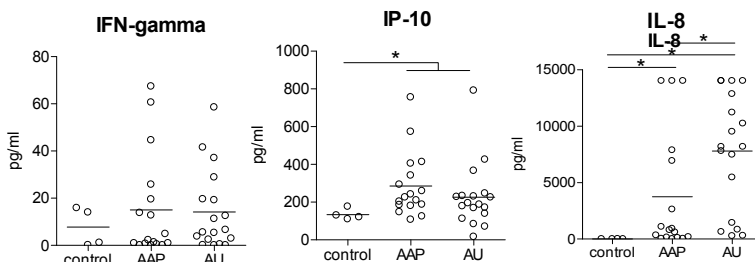 IFN-gamma
80
60
40
20
0
pg/ml
control AAP AU
IP-10
*
1000
800
600
400
200
0
pg/ml
control AAP AU
IL-8
IL-8
*
*
*
15000
10000
5000
0
pg/ml
control AAP AU